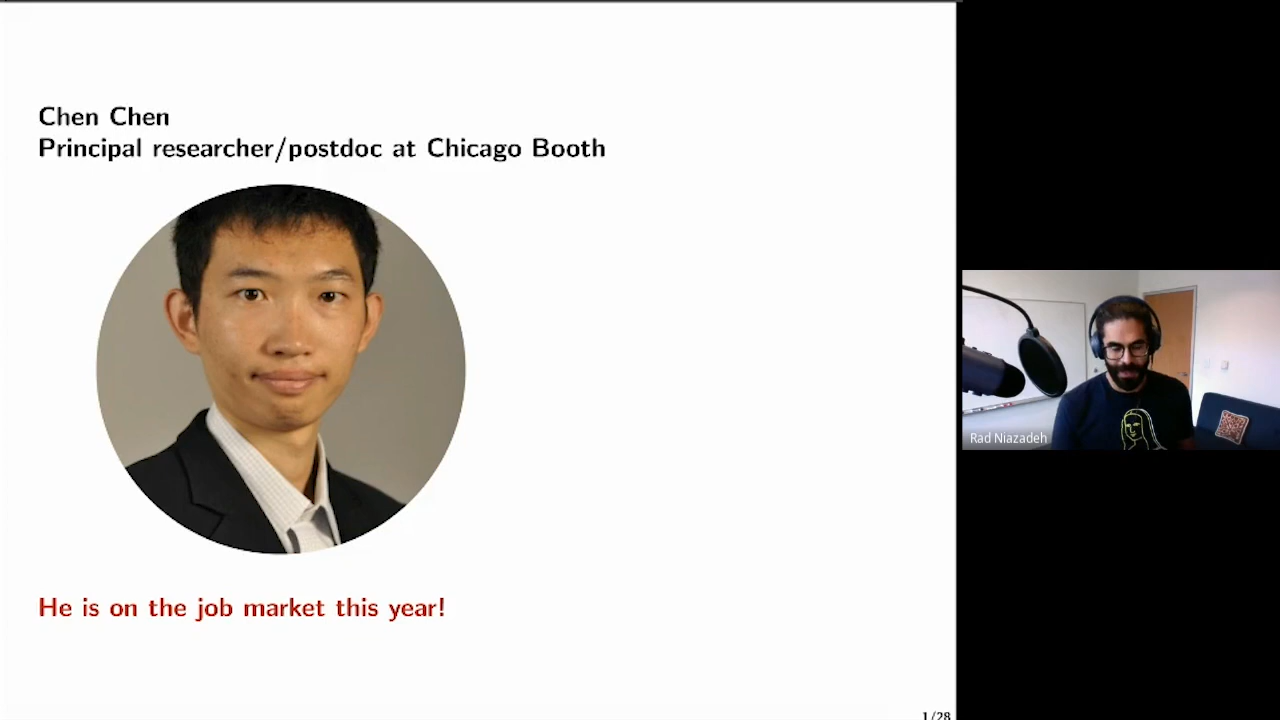 Chen Chen
Principal researcher/postdoc at Chicago Booth
He is on the job market this year!
1/28
Rad Niazadeh